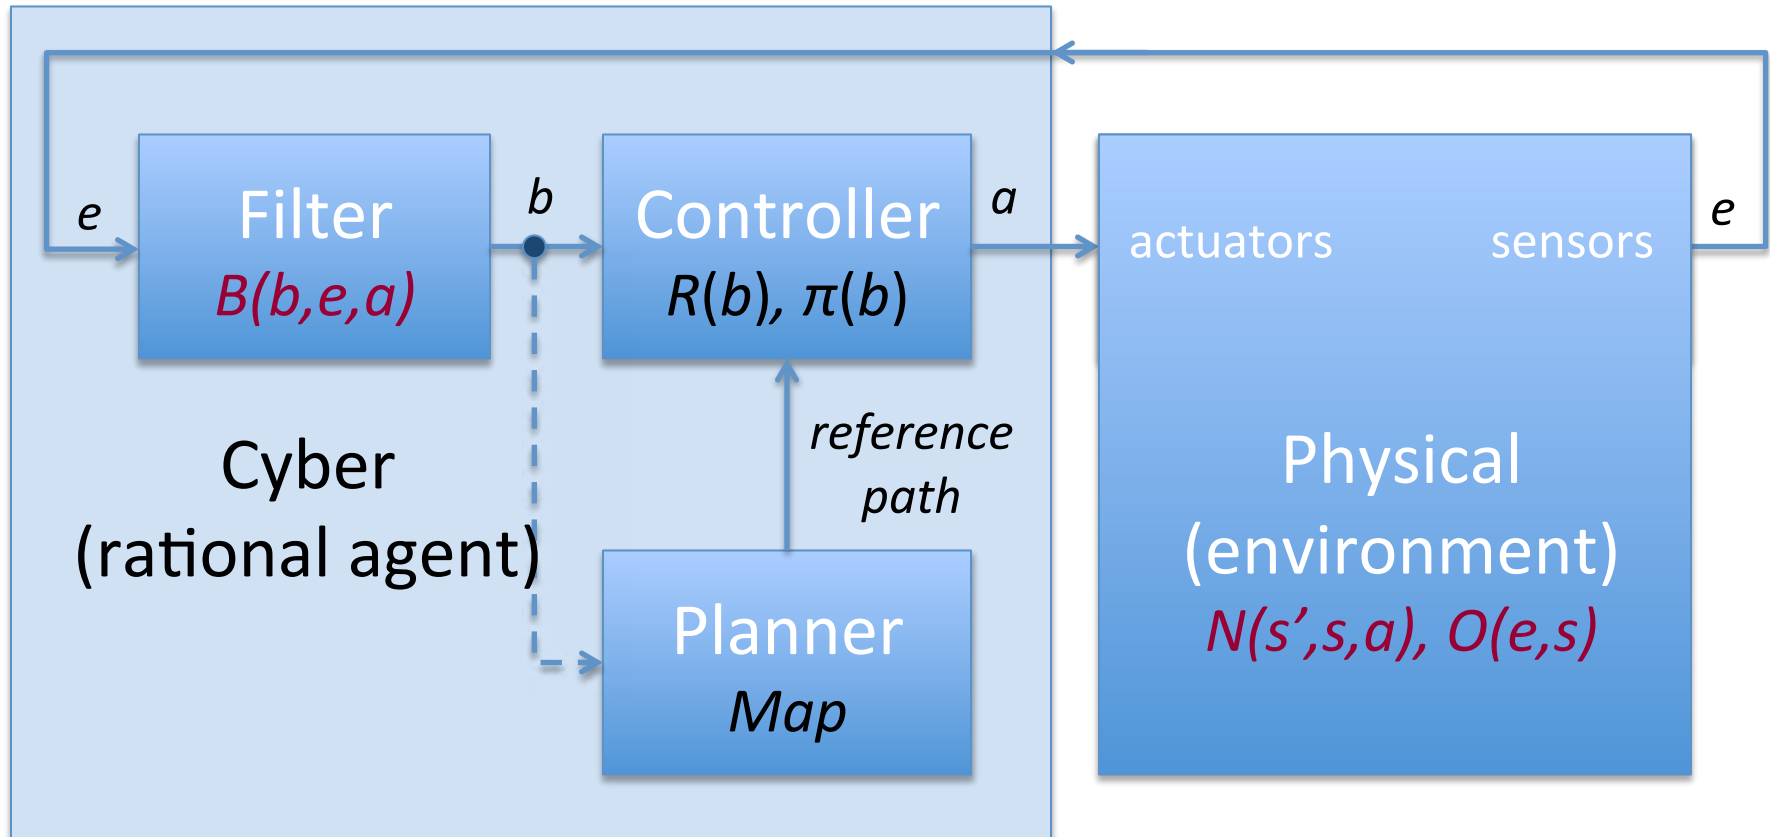 e
Filter
B(b,e,a)
b
Controller
R(b), π(b)
a
actuators
sensors
e
Cyber
(rational agent)
reference
path
Planner
Map
Physical
(environment)
N(s’,s,a), O(e,s)